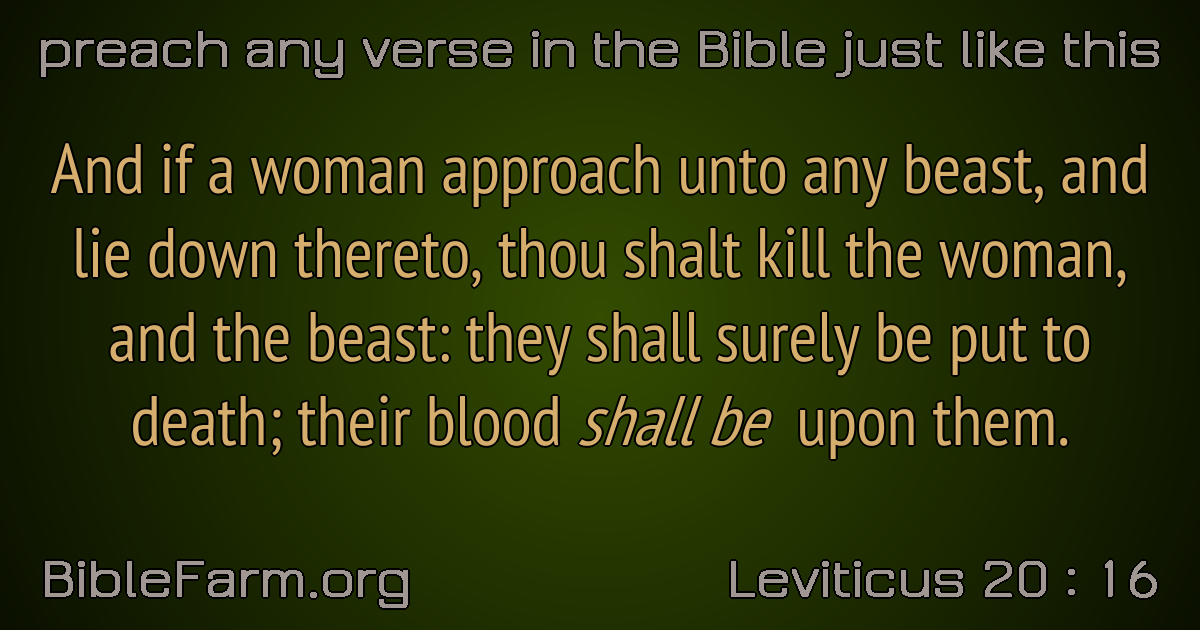 preach any verse in the Bible just like this
And if a woman approach unto any beast, and
lie down thereto, thou shalt kill the woman,
and the beast: they shall surely be put to
death; their blood shall be upon them.
BibleFarm.org
Leviticus 20 : 16